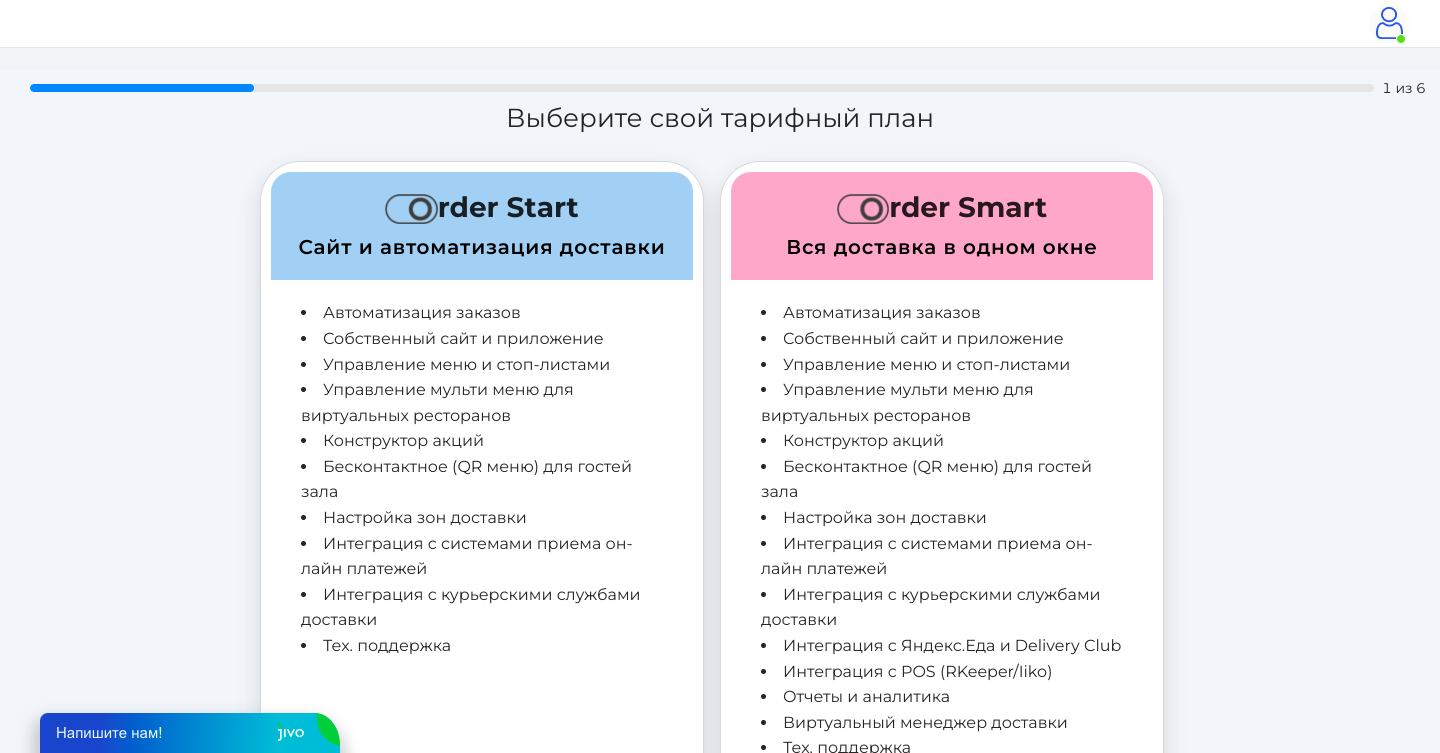 1 из 6
Выберите свой тарифный план
Order Start
Сайт и автоматизация доставки
• Автоматизация заказов
• Собственный сайт и приложение
• Управление меню и стоп-листами
• Управление мульти меню для
виртуальных ресторанов
• Конструктор акций
• Бесконтактное (QR меню) для гостей
зала
• Настройка зон доставки
• Интеграция с системами приема он-
лайн платежей
• Интеграция с курьерскими службами
доставки
• Тех. поддержка
Order Smart
Вся доставка в одном окне
• Автоматизация заказов
• Собственный сайт и приложение
• Управление меню и стоп-листами
• Управление мульти меню для
виртуальных ресторанов
• Конструктор акций
• Бесконтактное (QR меню) для гостей
зала
• Настройка зон доставки
• Интеграция с системами приема он-
лайн платежей
• Интеграция с курьерскими службами
доставки
• Интеграция с Яндекс.Еда и Delivery Club
• Интеграция с POS (RKeeper/Iiko)
• Отчеты и аналитика
• Виртуальный менеджер доставки
• Тех. поддержка
Напишите нам! JIVO